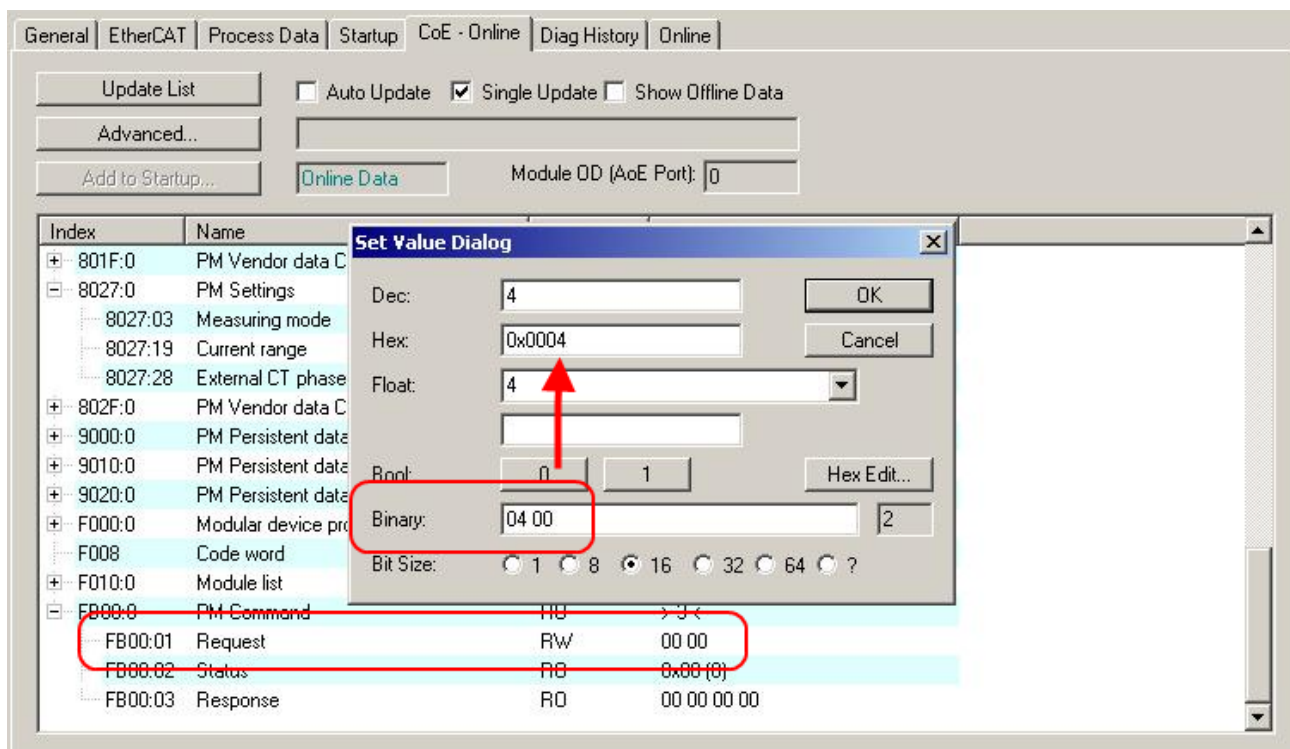 General EtherCAT Process Data Startup CoE - Online Diag History Online
Update List Auto Update Single Update Show Offline Data
Advanced...
Add to Startup... Online Data Module OD (AoE Port): 0
Index Name
801F:0 PM Vendor data C
8027:0 PM Settings
8027:03 Measuring mode
8027:19 Current range
8027:28 External CT phase
802F:0 PM Vendor data C
9000:0 PM Persistent data
9010:0 PM Persistent data
9020:0 PM Persistent data
F000:0 Modular device pro
F008 Code word
F010:0 Module list
FB00:0 PM Command RO > 3 <
FB00:01 Request RW 00 00
FB00:02 Status RO 0x00 (0)
FB00:03 Response RO 00 00 00 00
Set Value Dialog
Dec: 4 OK
Hex: 0x0004 Cancel
Float: 4
Bool: 0 1 Hex Edit...
Binary: 04 00 2
Bit Size: 1 8 16 32 64 ?